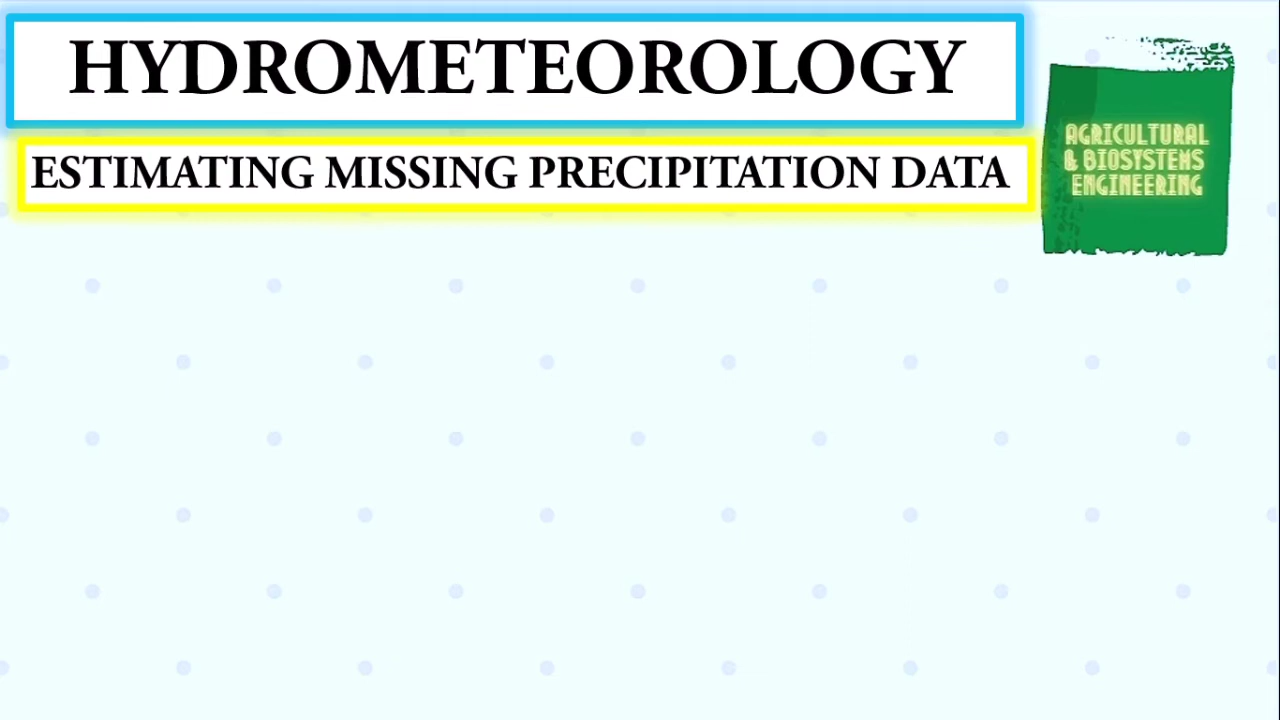 HYDROMETEOROLOGY
ESTIMATING MISSING PRECIPITATION DATA
AGRICULTURAL
& BIOSYSTEMS
ENGINEERING